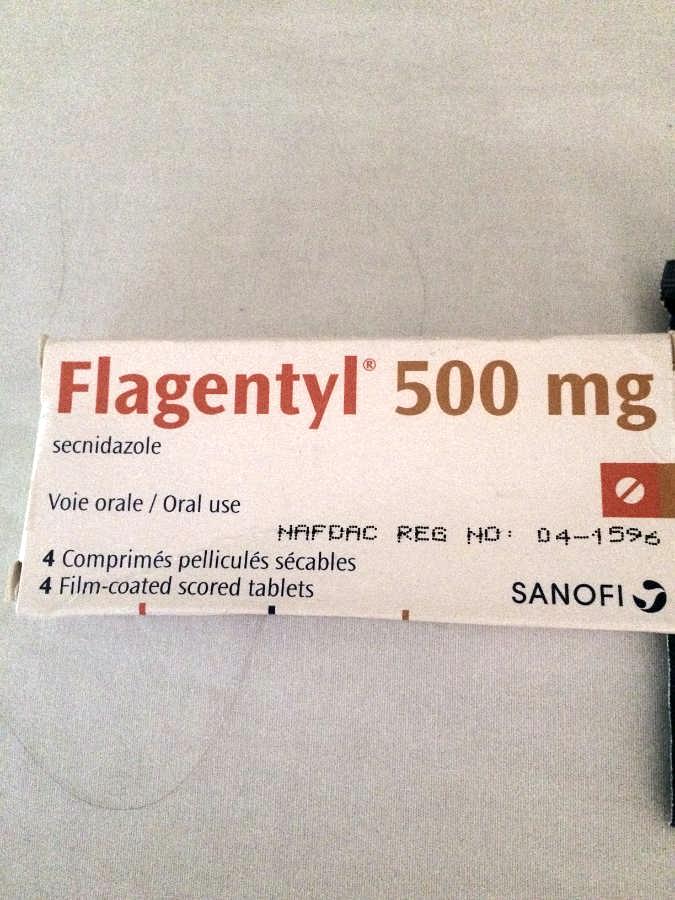 Flagentyl® 500 mg
secnidazole
Voie orale / Oral use
NAFDAC REG NO: 04-1596
4 Comprimés pelliculés sécables
4 Film-coated scored tablets
SANOFI